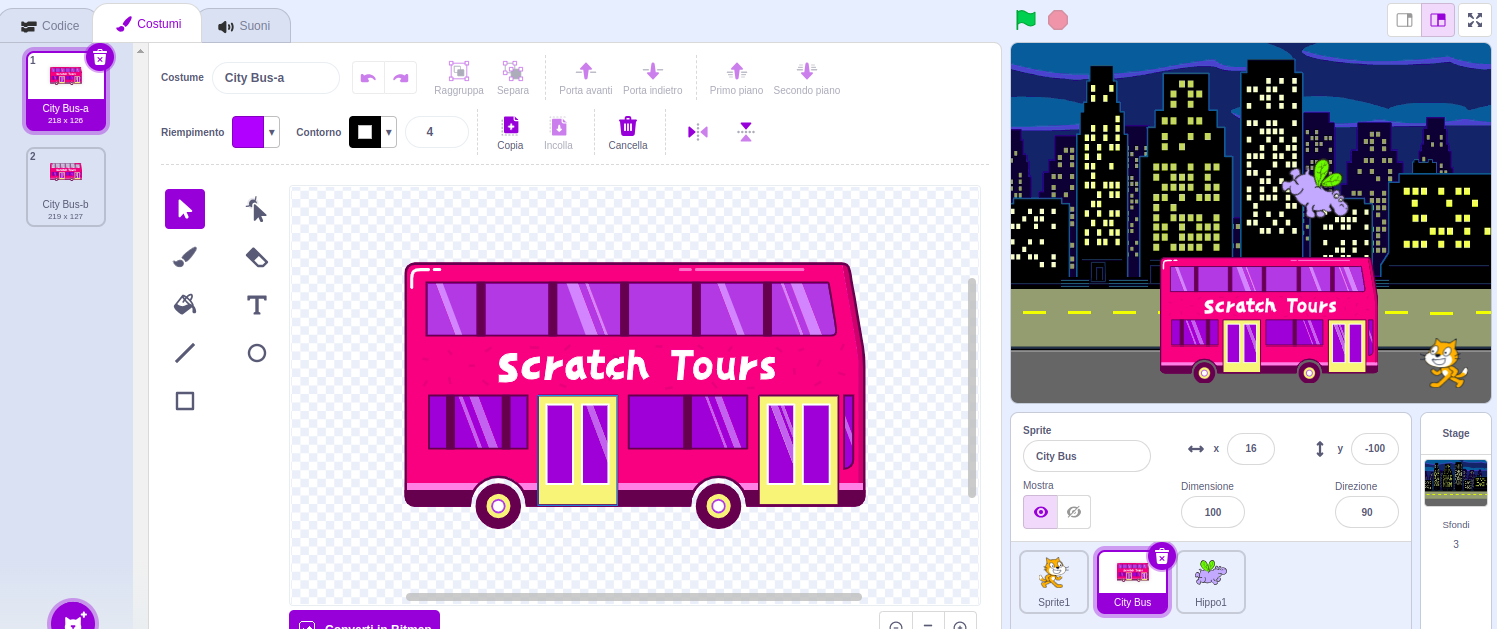 Codice
Costumi
Suoni
1
City Bus-a
218 x 126
2
City Bus-b
219 x 127
Costume
City Bus-a
Raggruppa
Separa
Porta avanti
Porta indietro
Primo piano
Secondo piano
Riempimento
Contorno
4
Copia
Incolla
Cancella
Scratch Tours
Converti in Bitmap
Scratch Tours
Sprite
City Bus
x
16
y
-100
Mostra
Dimensione
100
Direzione
90
Sprite1
City Bus
Hippo1
Stage
Sfondi
3